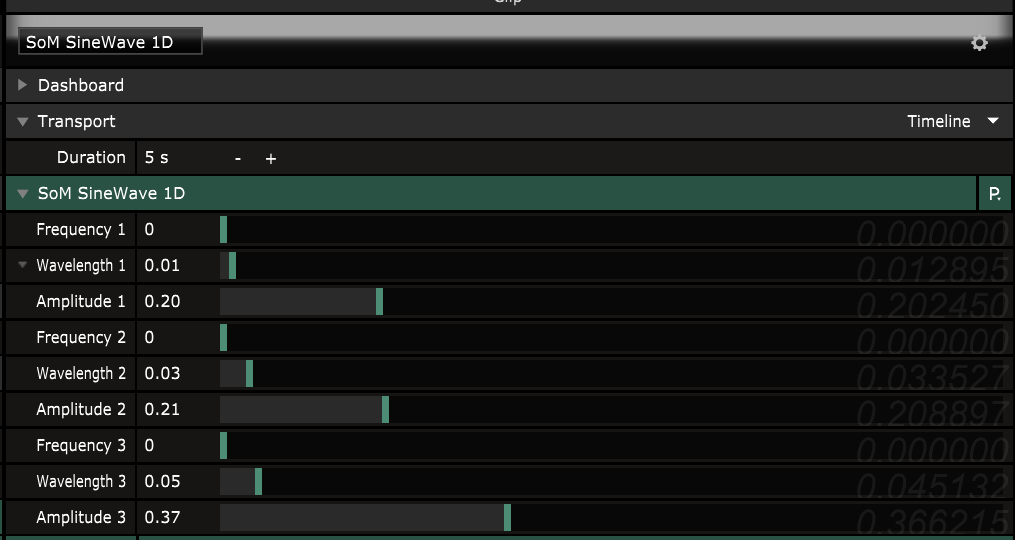 Clip
SoM SineWave 1D
Dashboard
Transport Timeline
Duration 5 s - +
SoM SineWave 1D P.
Frequency 1 0 0.000000
Wavelength 1 0.01 0.012895
Amplitude 1 0.20 0.202450
Frequency 2 0 0.000000
Wavelength 2 0.03 0.033527
Amplitude 2 0.21 0.208897
Frequency 3 0 0.000000
Wavelength 3 0.05 0.045132
Amplitude 3 0.37 0.366215